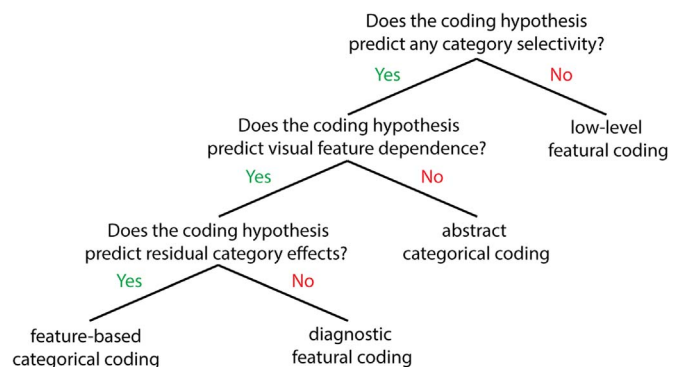 Does the coding hypothesis
predict any category selectivity?
Yes
No
Does the coding hypothesis
predict visual feature dependence?
low-level
featural coding
Yes
No
Does the coding hypothesis
predict residual category effects?
abstract
categorical coding
Yes
No
feature-based
categorical coding
diagnostic
featural coding